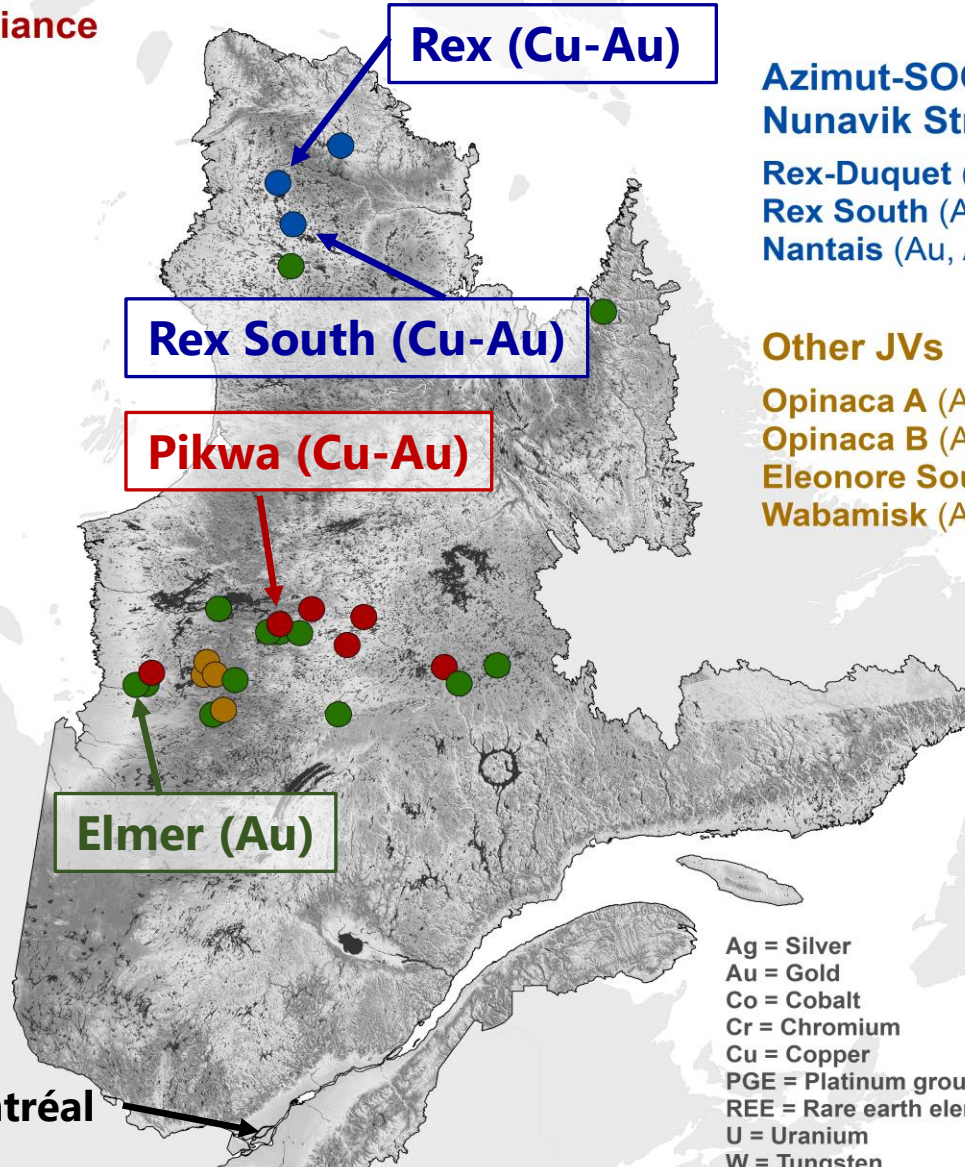 iance
Rex (Cu-Au)
Azimut-SO
Nunavik Str
Rex-Duquet (
Rex South (A
Nantais (Au,
Rex South (Cu-Au)
Other JVs
Opinaca A (A
Opinaca B (A
Eleonore Sou
Wabamisk (A
Pikwa (Cu-Au)
Elmer (Au)
Ag = Silver
Au = Gold
Co = Cobalt
Cr = Chromium
Cu = Copper
PGE = Platinum grou
REE = Rare earth eler
U = Uranium
W = Tungsten
ntréal